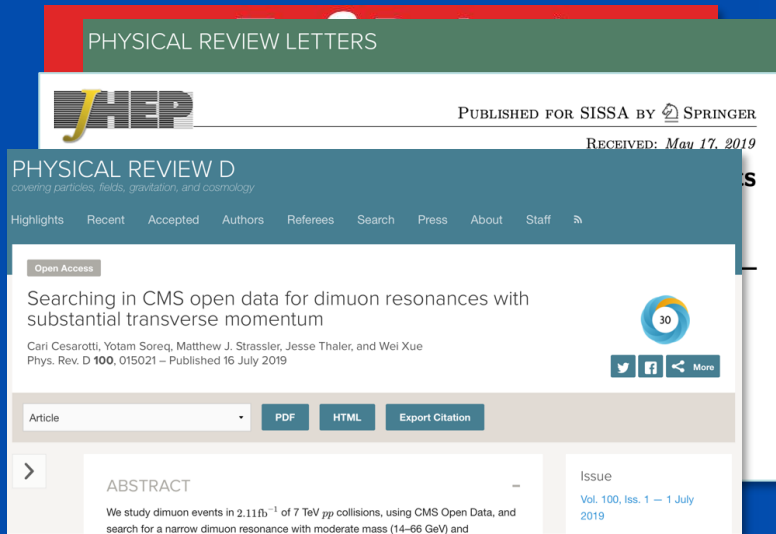 PHYSICAL REVIEW LETTERS
JHEP
PUBLISHED FOR SISSA BY SPRINGER
RECEIVED: May 17, 2019
PHYSICAL REVIEW D
covering particles, fields, gravitation, and cosmology
Highlights Recent Accepted Authors Referees Search Press About Staff
Open Access
Searching in CMS open data for dimuon resonances with
substantial transverse momentum
30
Cari Cesarotti, Yotam Soreq, Matthew J. Strassler, Jesse Thaler, and Wei Xue
Phys. Rev. D 100, 015021 – Published 16 July 2019
More
Article PDF HTML Export Citation
ABSTRACT
We study dimuon events in 2.11fb⁻¹ of 7 TeV pp collisions, using CMS Open Data, and
search for a narrow dimuon resonance with moderate mass (14–66 GeV) and
Issue
Vol. 100, Iss. 1 — 1 July
2019